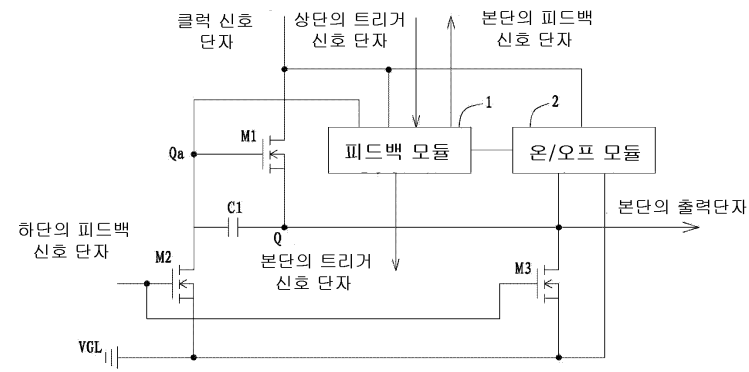 클럭 신호
단자
상단의 트리거
신호 단자
본단의 피드백
신호 단자
1
2
M1
Qa
피드백 모듈
온/오프 모듈
C1
Q
본단의 출력단자
하단의 피드백
신호 단자
M2
본단의 트리거
신호 단자
M3
VGL